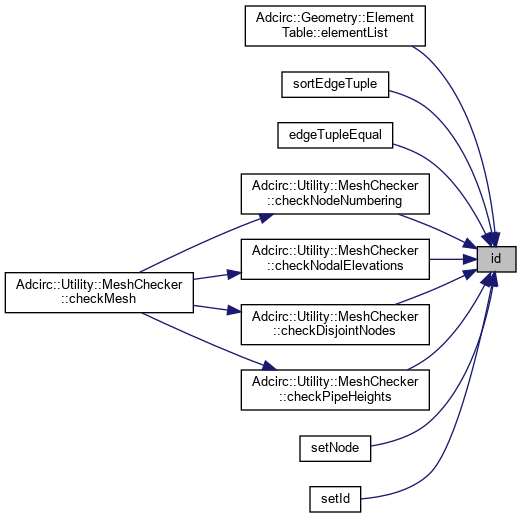 Adcirc::Geometry::Element
Table::elementList
sortEdgeTuple
edgeTupleEqual
Adcirc::Utility::MeshChecker
::checkNodeNumbering
Adcirc::Utility::MeshChecker
::checkNodalElevations
id
Adcirc::Utility::MeshChecker
::checkMesh
Adcirc::Utility::MeshChecker
::checkDisjointNodes
Adcirc::Utility::MeshChecker
::checkPipeHeights
setNode
setId